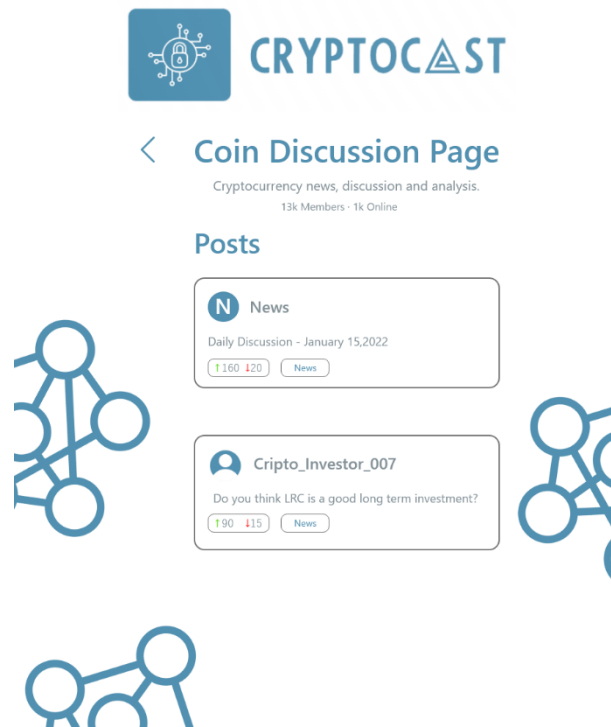 CRYPTOCAST
Coin Discussion Page
Cryptocurrency news, discussion and analysis.
13k Members · 1k Online
Posts
N News
Daily Discussion - January 15,2022
↑160 ↓20 News
Cripto_Investor_007
Do you think LRC is a good long term investment?
↑90 ↓15 News